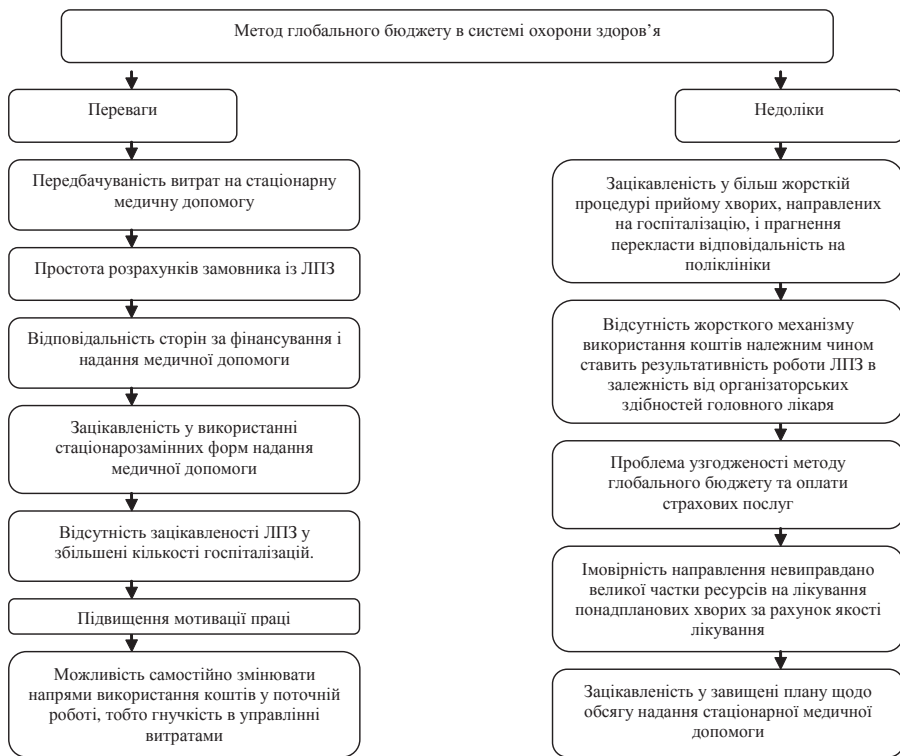 Метод глобального бюджету в системі охорони здоров’я
Переваги
Передбачуваність витрат на стаціонарну
медичну допомогу
Простота розрахунків замовника із ЛПЗ
Відповідальність сторін за фінансування і
надання медичної допомоги
Зацікавленість у використанні
стаціонарозамінних форм надання
медичної допомоги
Відсутність зацікавленості ЛПЗ у
збільшені кількості госпіталізацій.
Підвищення мотивації праці
Можливість самостійно змінювати
напрями використання коштів у поточній
роботі, тобто гнучкість в управлінні
витратами
Недоліки
Зацікавленість у більш жорсткій
процедурі прийому хворих, направлених
на госпіталізацію, і прагнення
перекласти відповідальність на
поліклініки
Відсутність жорсткого механізму
використання коштів належним чином
ставить результативність роботи ЛПЗ в
залежність від організаторських
здібностей головного лікаря
Проблема узгодженості методу
глобального бюджету та оплати
страхових послуг
Імовірність направлення невиправдано
великої частки ресурсів на лікування
понадпланових хворих за рахунок якості
лікування
Зацікавленість у завищені плану щодо
обсягу надання стаціонарної медичної
допомоги